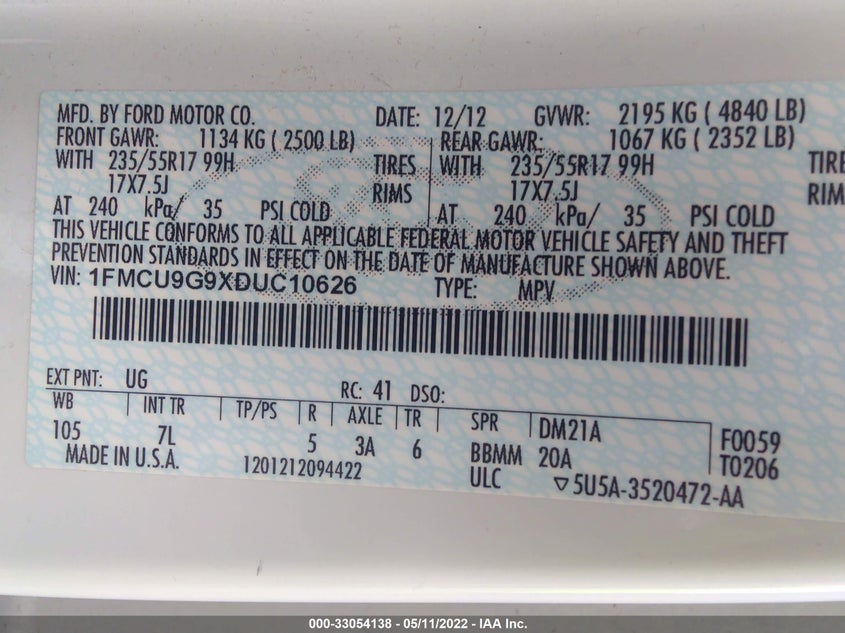 MFD. BY FORD MOTOR CO. DATE: 12/12 GVWR: 2195 KG ( 4840 LB)
FRONT GAWR: 1134 KG ( 2500 LB) REAR GAWR: 1067 KG ( 2352 LB)
WITH 235/55R17 99H TIRES WITH 235/55R17 99H TIRE
17X7.5J RIMS 17X7.5J RIM
AT 240 kPa/ 35 PSI COLD AT 240 kPa/ 35 PSI COLD
THIS VEHICLE CONFORMS TO ALL APPLICABLE FEDERAL MOTOR VEHICLE SAFETY AND THEFT
PREVENTION STANDARDS IN EFFECT ON THE DATE OF MANUFACTURE SHOWN ABOVE.
VIN: 1FMCU9G9XDUC10626 TYPE: MPV
EXT PNT: UG RC: 41 DSO:
WB INT TR TP/PS R AXLE TR SPR DM21A F0059
105 7L 5 3A 6 BBMM 20A T0206
MADE IN U.S.A. 1201212094422 ULC ▽5U5A-3520472-AA
000-33054138 - 05/11/2022 - IAA Inc.